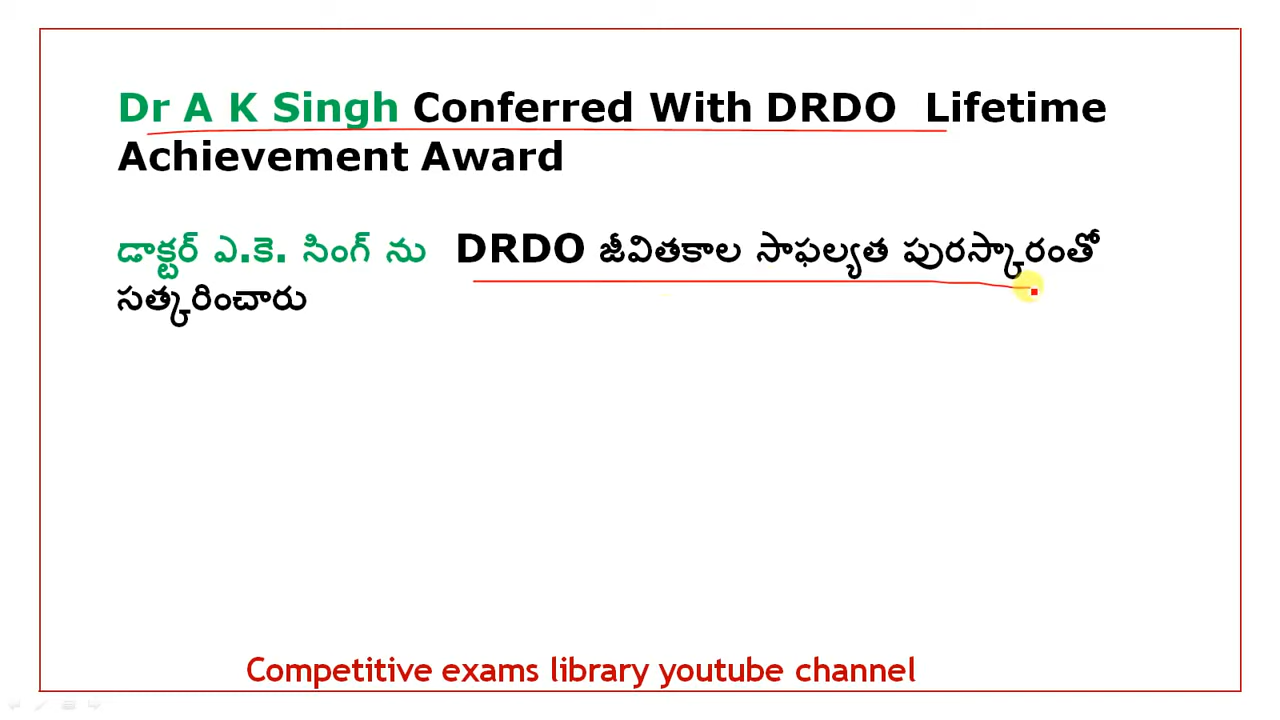 Dr A K Singh Conferred With DRDO Lifetime
Achievement Award
డాక్టర్ ఎ.కె. సింగ్ ను DRDO జీవితకాల సాఫల్యత పురస్కారంతో
సత్కరించారు
Competitive exams library youtube channel